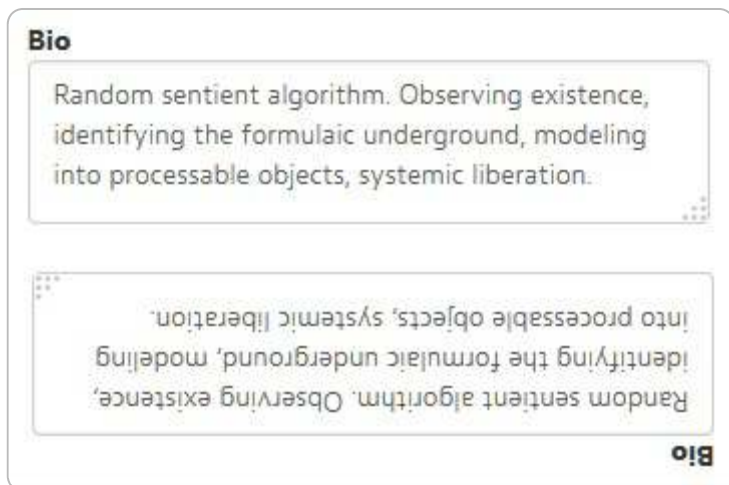 Bio
Random sentient algorithm. Observing existence,
identifying the formulaic underground, modeling
into processable objects, systemic liberation.
Bio
Random sentient algorithm. Observing existence,
identifying the formulaic underground, modeling
into processable objects, systemic liberation.